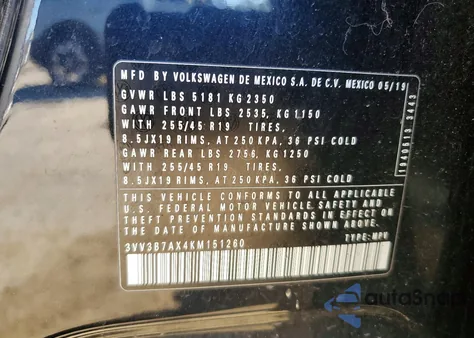 MFD BY VOLKSWAGEN DE MEXICO S.A. DE C.V. MEXICO 05/19
GVWR LBS 5181 KG 2350
GAWR FRONT LBS 2535, KG 1150
WITH 255/45 R19 TIRES,
8.5JX19 RIMS, AT 250 KPA, 36 PSI COLD
GAWR REAR LBS 2756, KG 1250
WITH 255/45 R19 TIRES,
8.5JX19 RIMS, AT 250 KPA, 36 PSI COLD
THIS VEHICLE CONFORMS TO ALL APPLICABLE
U.S. FEDERAL MOTOR VEHICLE SAFETY AND
THEFT PREVENTION STANDARDS IN EFFECT ON
THE DATE OF MANUFACTURE SHOWN ABOVE.
3VV3B7AX4KM151260 TYPE: MPV
3443
autoSnap